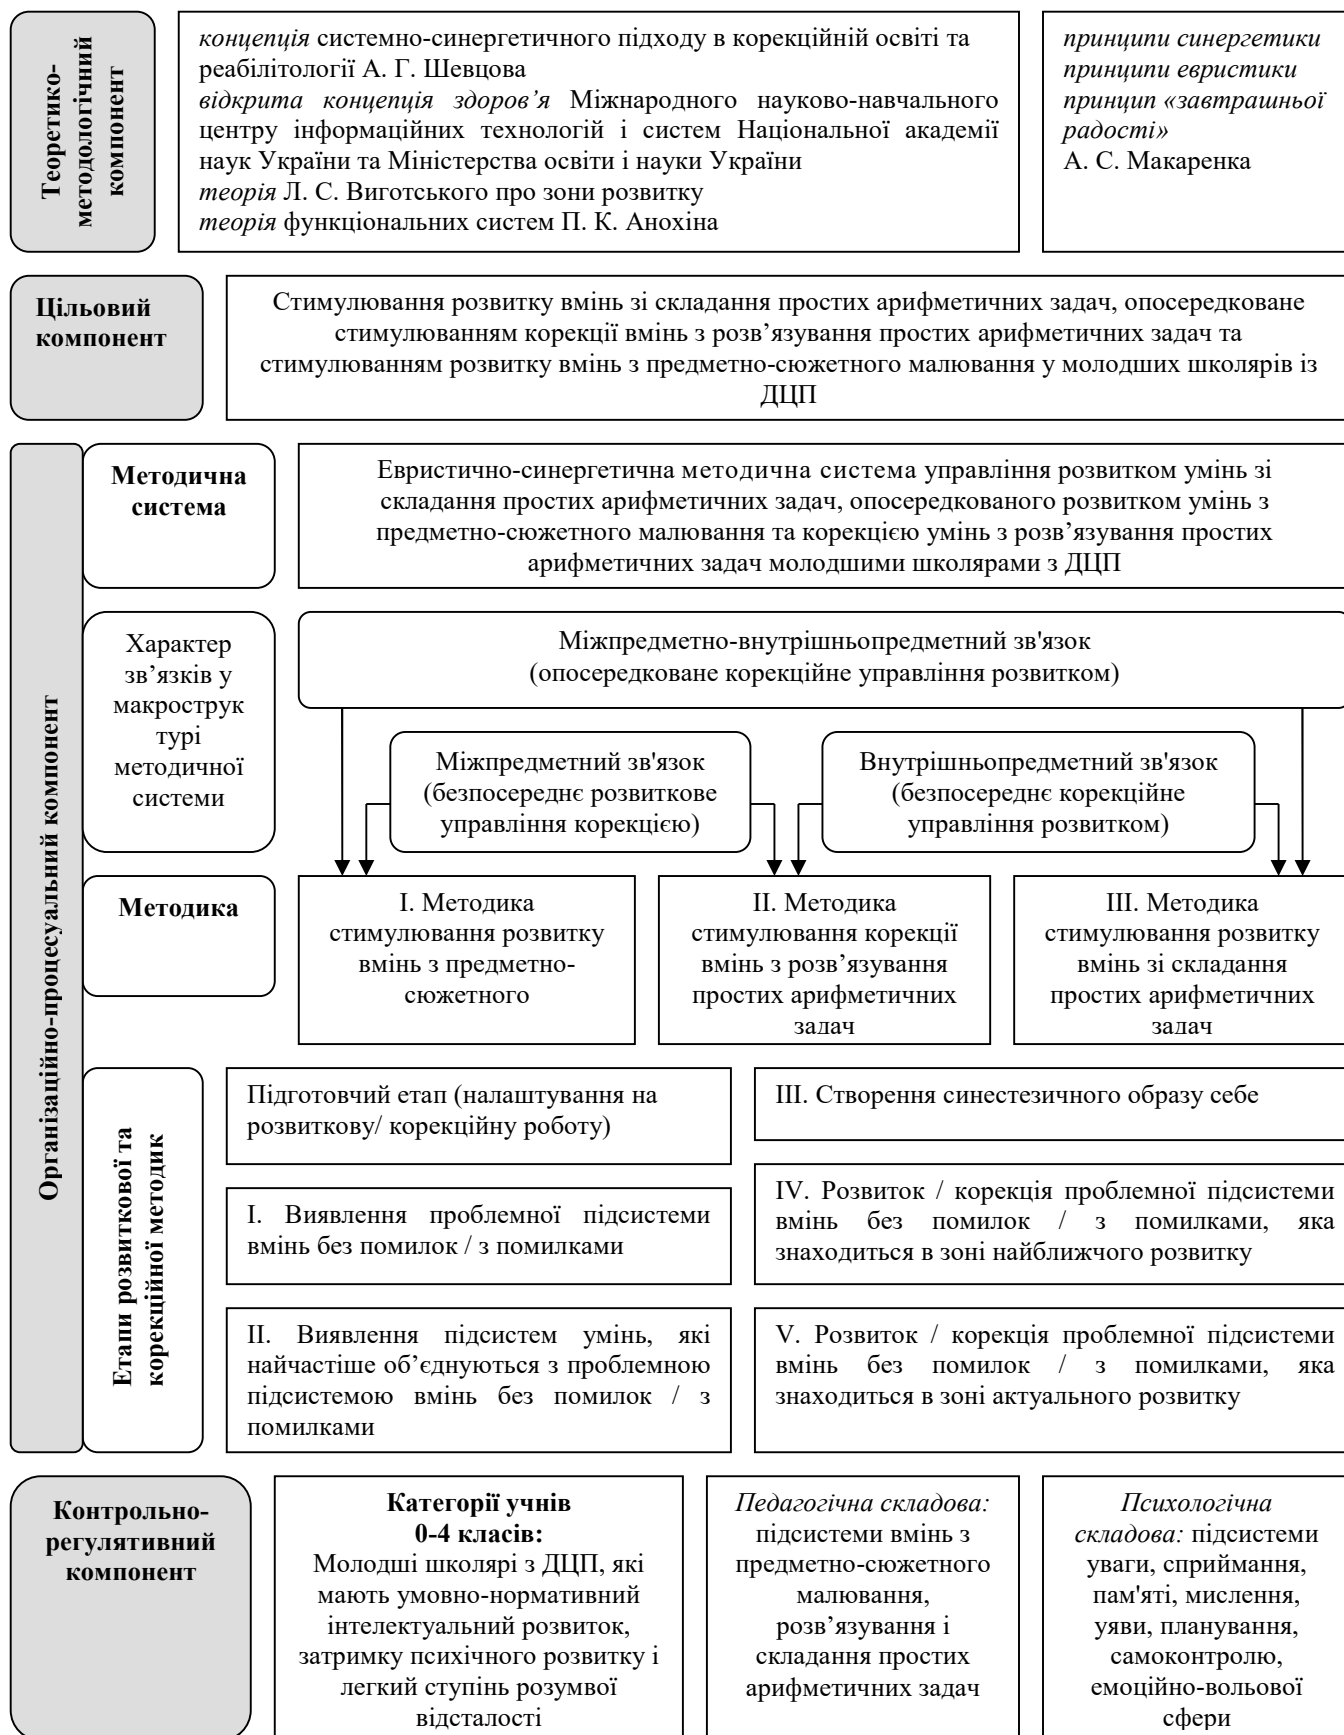 Теоретико-
методологічний
компонент
концепція системно-синергетичного підходу в корекційній освіті та
реабілітології А. Г. Шевцова
відкрита концепція здоров’я Міжнародного науково-навчального
центру інформаційних технологій і систем Національної академії
наук України та Міністерства освіти і науки України
теорія Л. С. Виготського про зони розвитку
теорія функціональних систем П. К. Анохіна
принципи синергетики
принципи евристики
принцип «завтрашньої
радості»
А. С. Макаренка
Цільовий
компонент
Стимулювання розвитку вмінь зі складання простих арифметичних задач, опосередковане
стимулюванням корекції вмінь з розв’язування простих арифметичних задач та
стимулюванням розвитку вмінь з предметно-сюжетного малювання у молодших школярів із
ДЦП
Організаційно-процесуальний компонент
Методична
система
Евристично-синергетична методична система управління розвитком умінь зі
складання простих арифметичних задач, опосередкованого розвитком умінь з
предметно-сюжетного малювання та корекцією умінь з розв’язування простих
арифметичних задач молодшими школярами з ДЦП
Характер
зв’язків у
макрострук
турі
методичної
системи
Міжпредметно-внутрішньопредметний зв'язок
(опосередковане корекційне управління розвитком)
Міжпредметний зв'язок
(безпосереднє розвиткове
управління корекцією)
Внутрішньопредметний зв'язок
(безпосереднє корекційне
управління розвитком)
Методика
І. Методика
стимулювання розвитку
вмінь з предметно-
сюжетного
ІІ. Методика
стимулювання корекції
вмінь з розв’язування
простих арифметичних
задач
ІІІ. Методика
стимулювання розвитку
вмінь зі складання
простих арифметичних
задач
Етапи розвиткової та
корекційної методик
Підготовчий етап (налаштування на
розвиткову/ корекційну роботу)
І. Виявлення проблемної підсистеми
вмінь без помилок / з помилками
ІІ. Виявлення підсистем умінь, які
найчастіше об’єднуються з проблемною
підсистемою вмінь без помилок / з
помилками
ІІІ. Створення синестезичного образу себе
IV. Розвиток / корекція проблемної підсистеми
вмінь без помилок / з помилками, яка
знаходиться в зоні найближчого розвитку
V. Розвиток / корекція проблемної підсистеми
вмінь без помилок / з помилками, яка
знаходиться в зоні актуального розвитку
Контрольно-
регулятивний
компонент
Категорії учнів
0-4 класів:
Молодші школярі з ДЦП, які
мають умовно-нормативний
інтелектуальний розвиток,
затримку психічного розвитку і
легкий ступінь розумвої
відсталості
Педагогічна складова:
підсистеми вмінь з
предметно-сюжетного
малювання,
розв’язування і
складання простих
арифметичних задач
Психологічна
складова: підсистеми
уваги, сприймання,
пам'яті, мислення,
уяви, планування,
самоконтролю,
емоційно-вольової
сфери